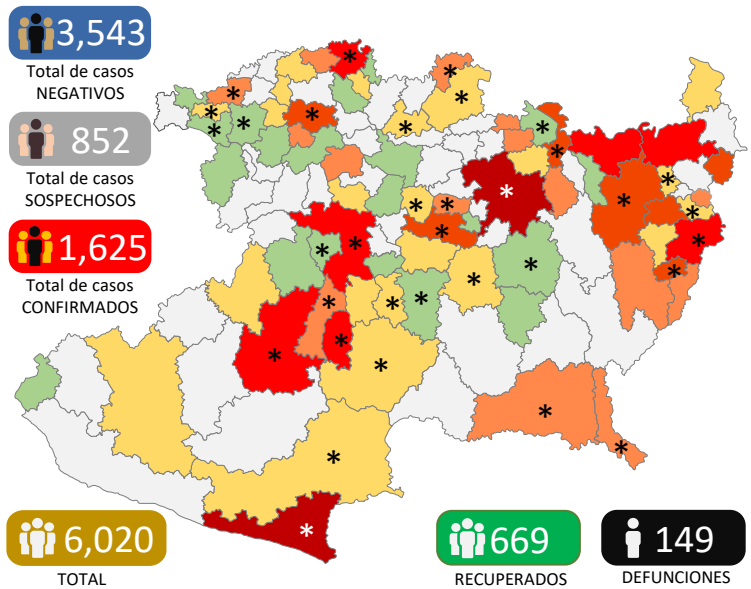 3,543
Total de casos
NEGATIVOS
852
Total de casos
SOSPECHOSOS
1,625
Total de casos
CONFIRMADOS
6,020
TOTAL
669
RECUPERADOS
149
DEFUNCIONES